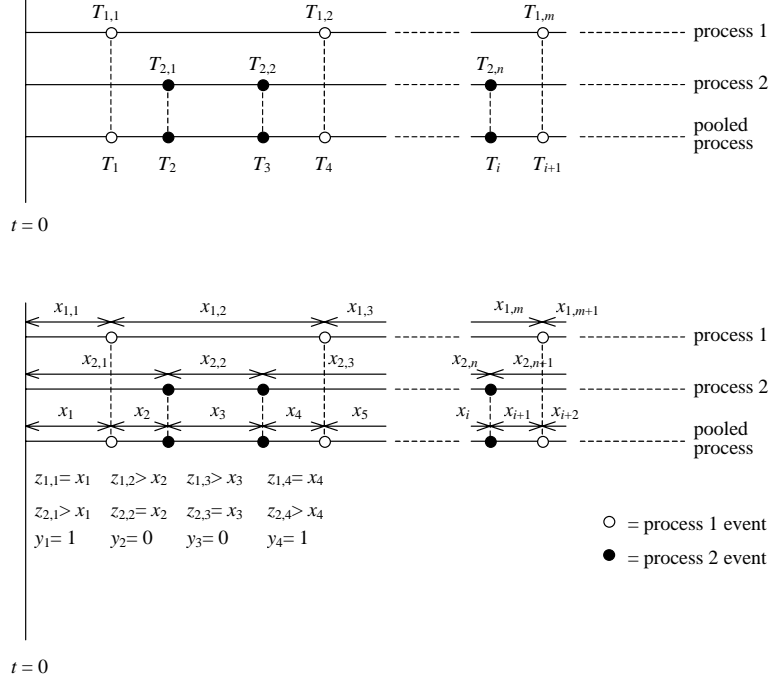 T1,1 T1,2 T1,m
process 1
T2,1 T2,2 T2,n
process 2
pooled
process
T1 T2 T3 T4 Ti Ti+1
t = 0
x1,1 x1,2 x1,3 x1,m x1,m+1
process 1
x2,1 x2,2 x2,3 x2,n x2,n+1
process 2
x1 x2 x3 x4 x5 xi xi+1 xi+2
pooled
process
z1,1= x1 z1,2> x2 z1,3> x3 z1,4= x4
z2,1> x1 z2,2= x2 z2,3= x3 z2,4> x4
y1= 1 y2= 0 y3= 0 y4= 1
= process 1 event
= process 2 event
t = 0